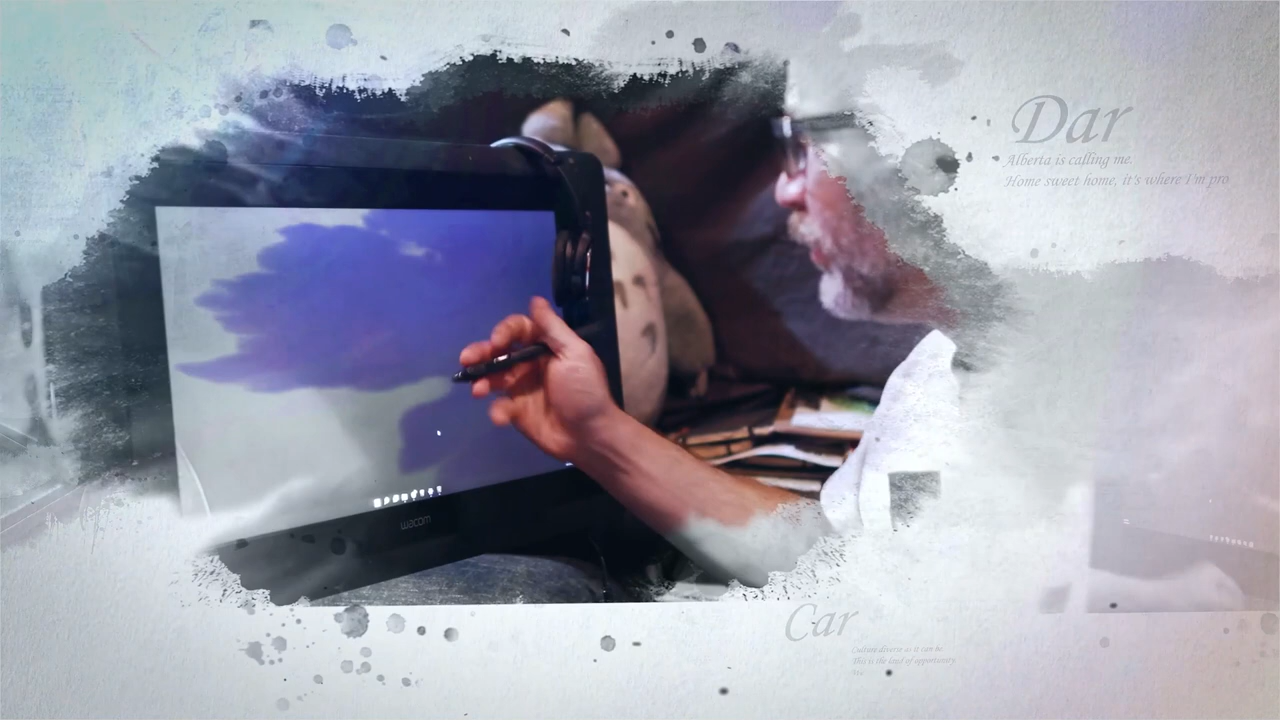 Dar
Alberta is calling me.
Home sweet home, it's where I'm pro
wacom
Car
Culture diverse as it can be
This is the land of opportunity